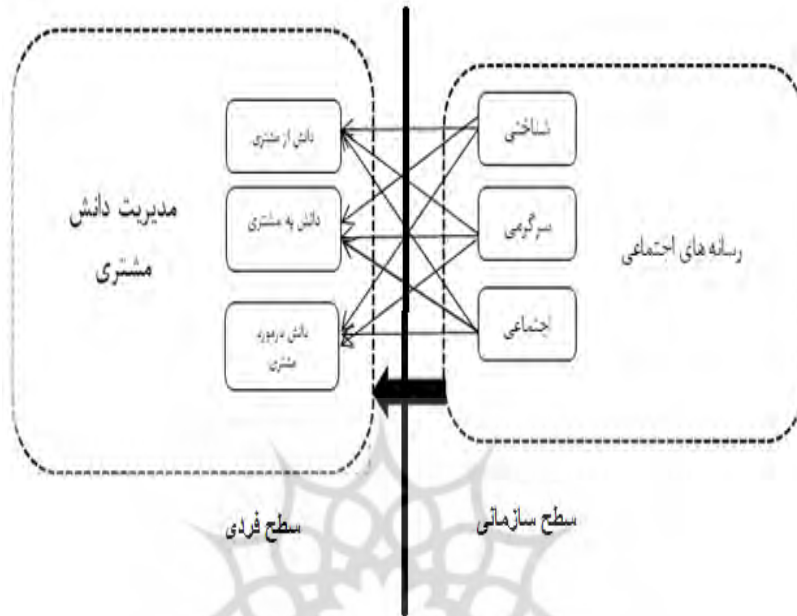 رسانه های اجتماعی
شناختی
سرگرمی
اجتماعی
سطح سازمانی
مدیریت دانش
مشتری
دانش از مشتری
دانش به مشتری
دانش درمورد
مشتری
سطح فردی